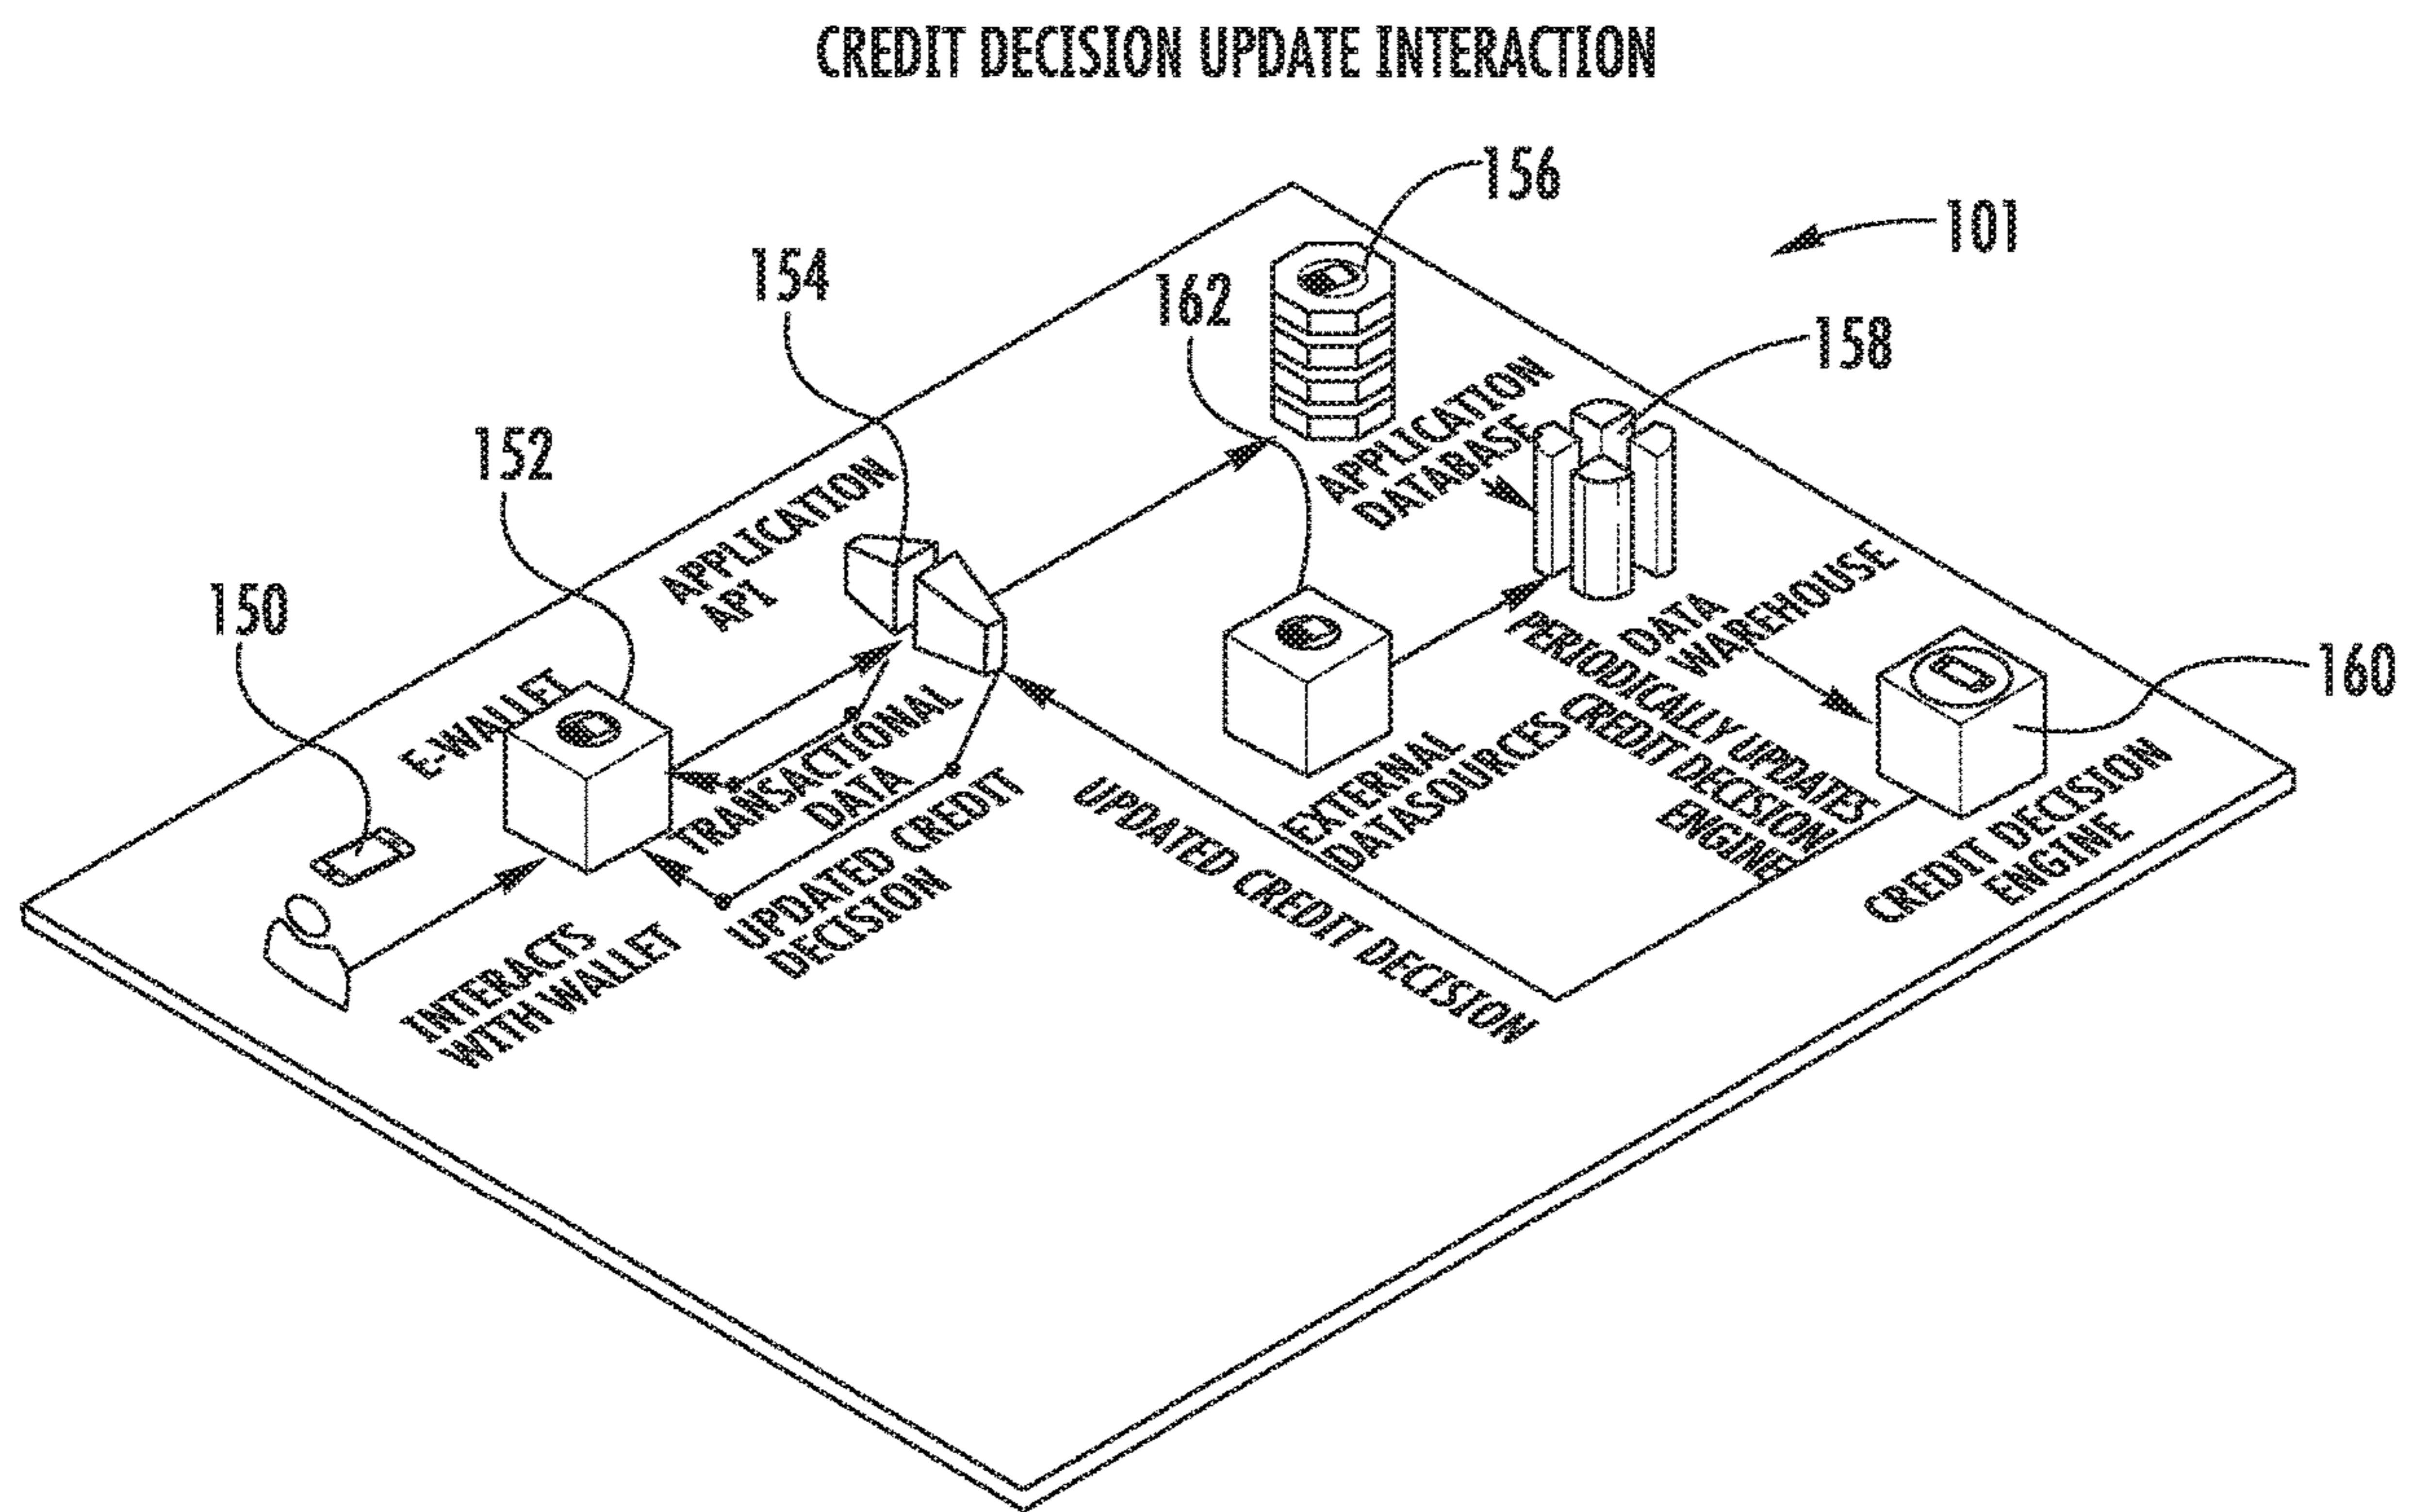 CREDIT DECISION UPDATE INTERACTION
156
101
154
162
158
152
APPLICATION
DATABASE
APPLICATION
API
150
DATA
WAREHOUSE
160
E-WALLET
TRANSACTIONAL
DATA
PERIODICALLY UPDATES
CREDIT DECISION
ENGINE
EXTERNAL
DATASOURCES
CREDIT DECISION
ENGINE
UPDATED CREDIT
DECISION
UPDATED CREDIT DECISION
INTERACTS
WITH WALLET